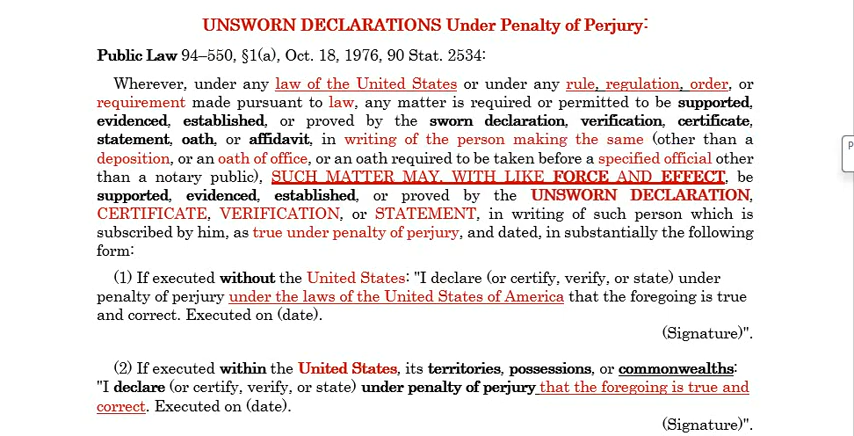 UNSWORN DECLARATIONS Under Penalty of Perjury:
Public Law 94–550, §1(a), Oct. 18, 1976, 90 Stat. 2534:
Wherever, under any law of the United States or under any rule, regulation, order, or
requirement made pursuant to law, any matter is required or permitted to be supported,
evidenced, established, or proved by the sworn declaration, verification, certificate,
statement, oath, or affidavit, in writing of the person making the same (other than a
deposition, or an oath of office, or an oath required to be taken before a specified official other
than a notary public), SUCH MATTER MAY, WITH LIKE FORCE AND EFFECT, be
supported, evidenced, established, or proved by the UNSWORN DECLARATION,
CERTIFICATE, VERIFICATION, or STATEMENT, in writing of such person which is
subscribed by him, as true under penalty of perjury, and dated, in substantially the following
form:
(1) If executed without the United States: "I declare (or certify, verify, or state) under
penalty of perjury under the laws of the United States of America that the foregoing is true
and correct. Executed on (date).
(Signature)".
(2) If executed within the United States, its territories, possessions, or commonwealths:
"I declare (or certify, verify, or state) under penalty of perjury that the foregoing is true and
correct. Executed on (date).
(Signature)".
P